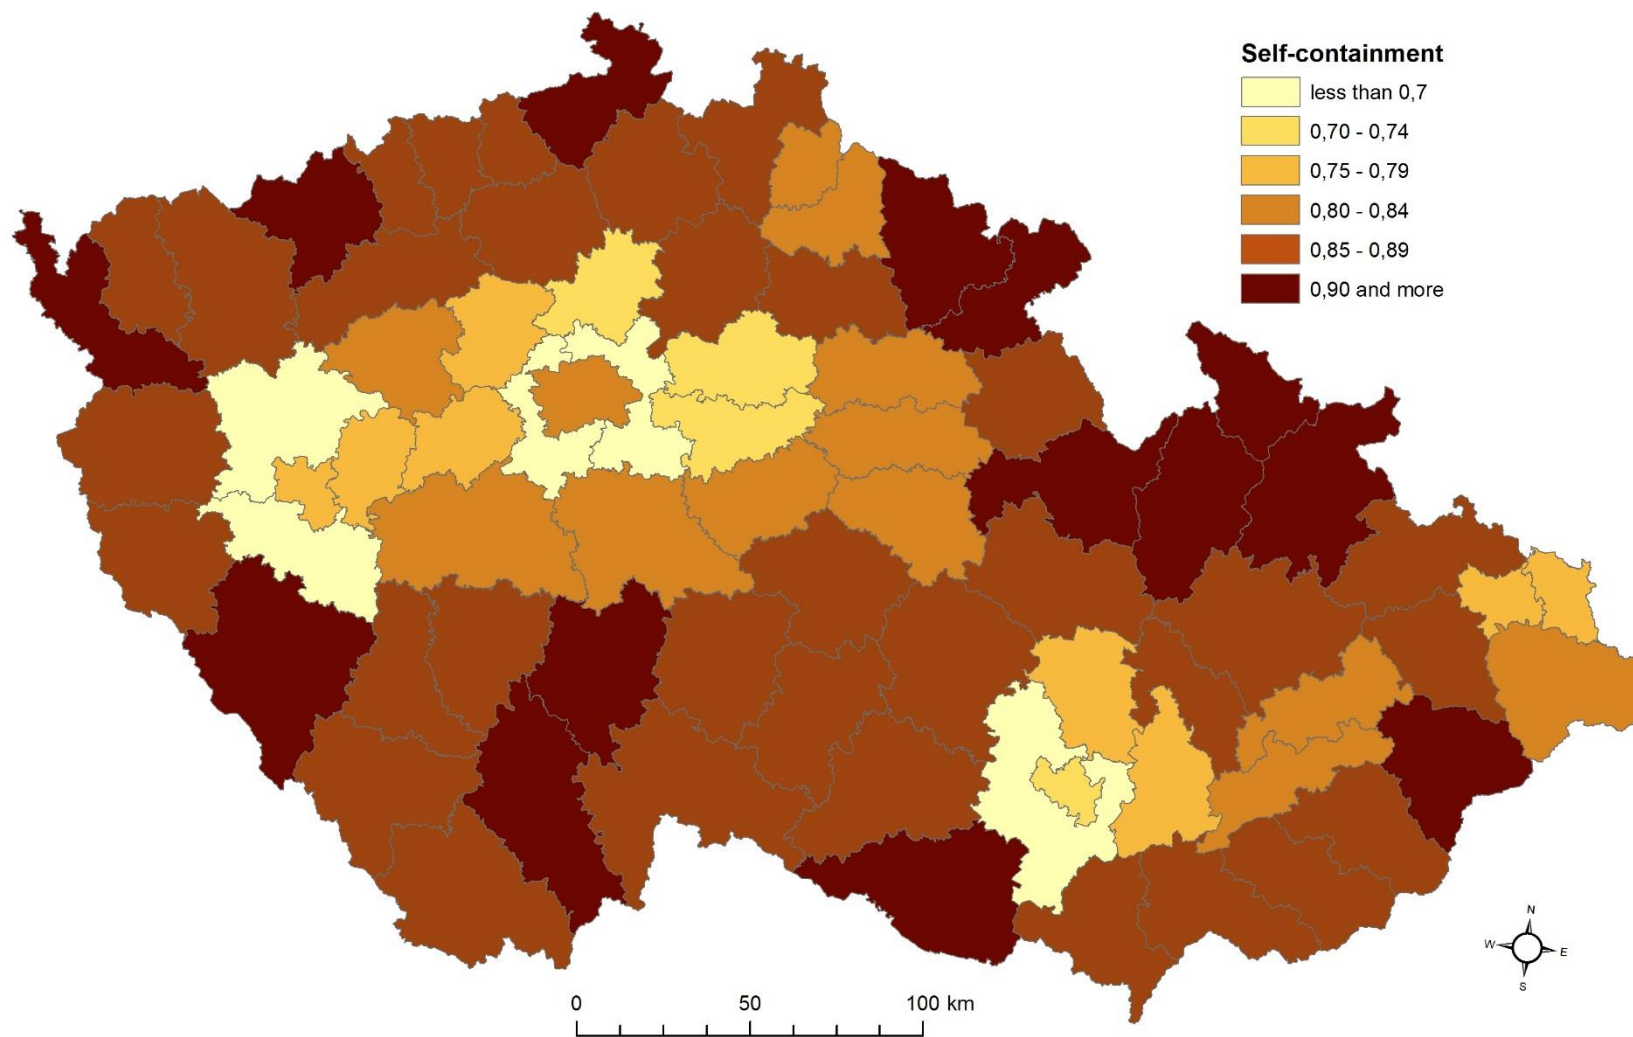 Self-containment
less than 0,7
0,70 - 0,74
0,75 - 0,79
0,80 - 0,84
0,85 - 0,89
0,90 and more
N
W E
S
0 50 100 km